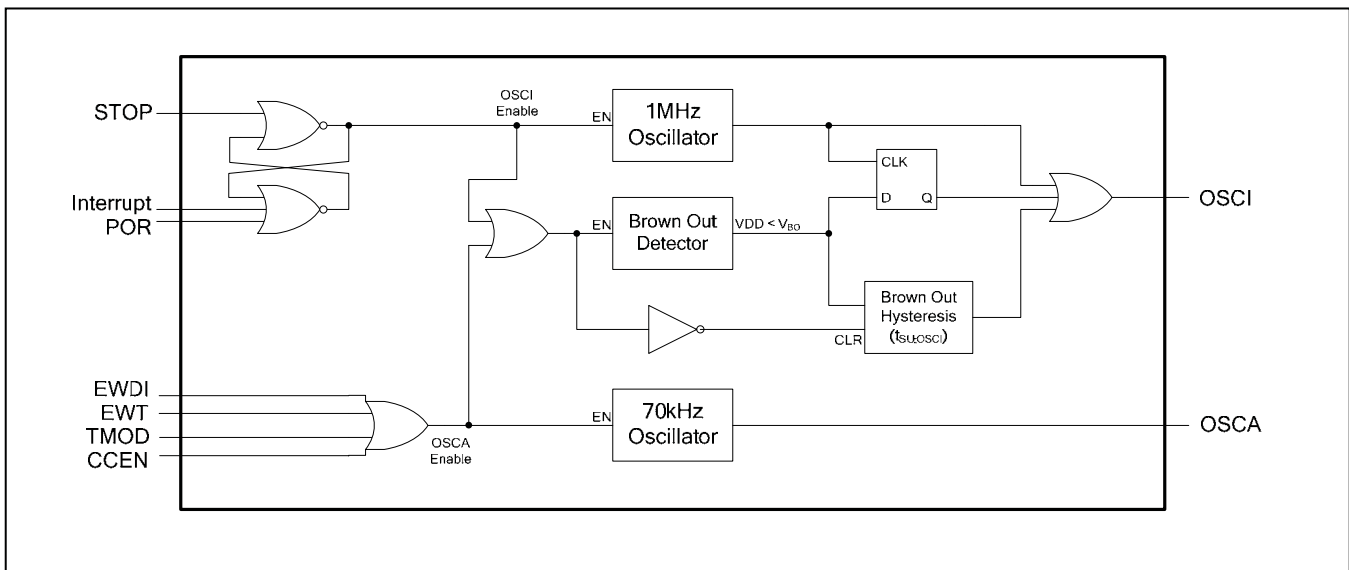 STOP
Interrupt
POR
OSCI
Enable
EN
1MHz
Oscillator
CLK
D
Q
OSCI
EN
Brown Out
Detector
VDD < VBO
CLR
Brown Out
Hysteresis
(tSU:OSCI)
EWDI
EWT
TMOD
CCEN
OSCA
Enable
EN
70kHz
Oscillator
OSCA